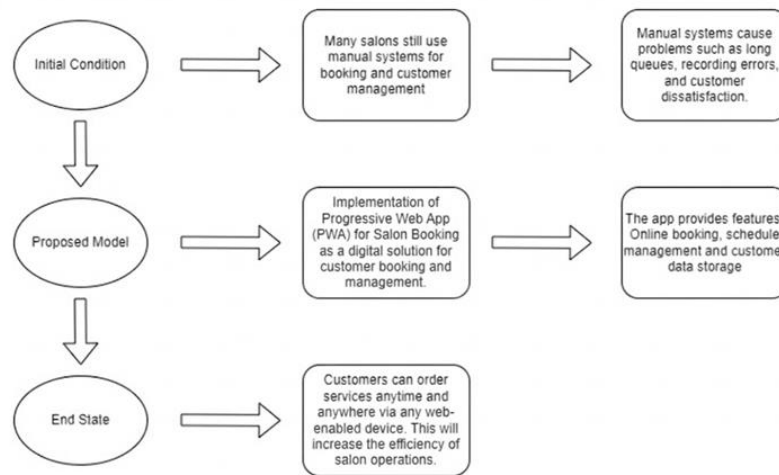 Initial Condition
Many salons still use
manual systems for
booking and customer
management
Manual systems cause
problems such as long
queues, recording errors,
and customer
dissatisfaction.
Proposed Model
Implementation of
Progressive Web App
(PWA) for Salon Booking
as a digital solution for
customer booking and
management.
The app provides features
Online booking, schedule
management and custome
data storage
End State
Customers can order
services anytime and
anywhere via any web-
enabled device. This will
increase the efficiency of
salon operations.